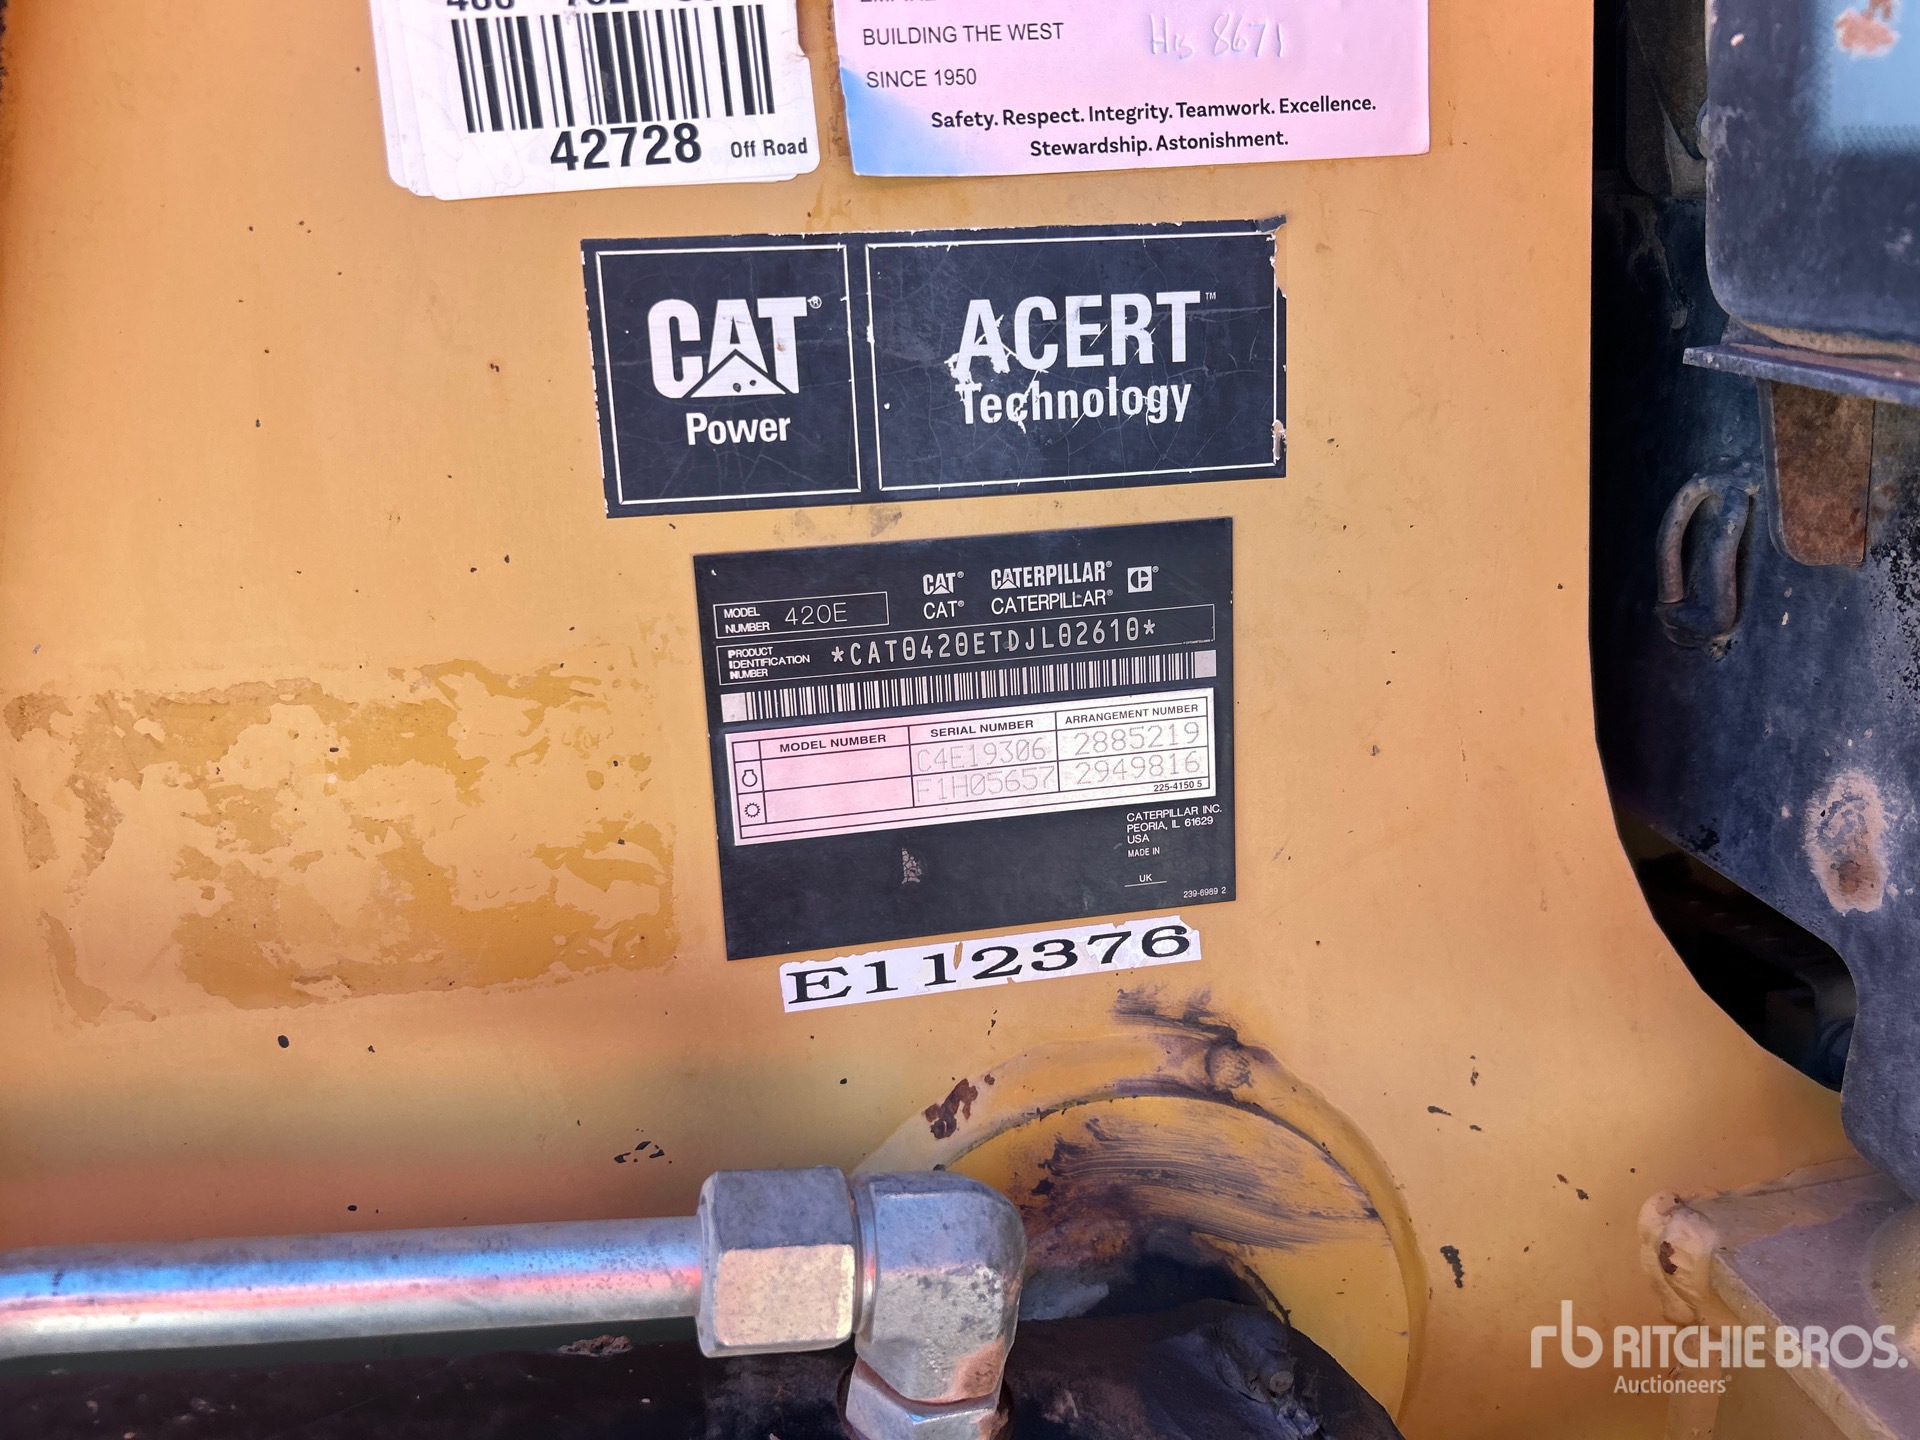 BUILDING THE WEST
His 8671
SINCE 1950
Safety. Respect. Integrity. Teamwork. Excellence.
Stewardship. Astonishment.
42728 Off Road
CAT®
Power
ACERT™
Technology
CAT® CATERPILLAR® ®
CAT® CATERPILLAR®
MODEL NUMBER 420E
PRODUCT IDENTIFICATION NUMBER *CAT0420ETDJL02610*
MODEL NUMBER SERIAL NUMBER ARRANGEMENT NUMBER
C4E19306 2885219
F1H05657 2949816
225-4150 5
CATERPILLAR INC.
PEORIA, IL 61629
USA
MADE IN
UK
239-6989 2
E112376
rb RITCHIE BROS.
Auctioneers